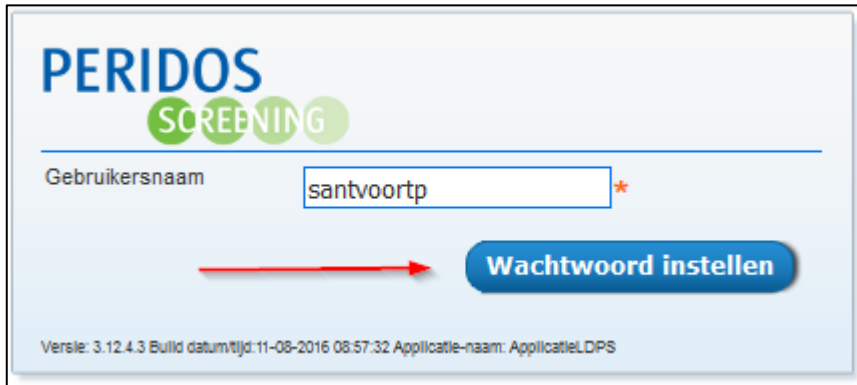 PERIDOS
SCREENING
Gebruikersnaam
santvoortp *
Wachtwoord instellen
Versie: 3.12.4.3 Build datum/tijd:11-08-2016 08:57:32 Applicatie-naam: ApplicatieLDPS